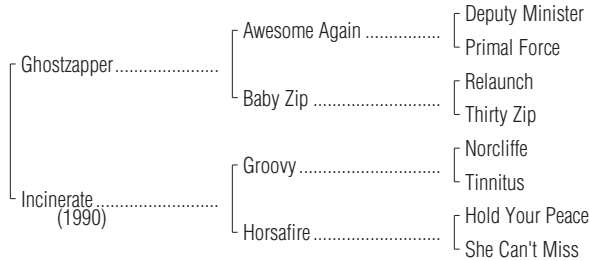 Deputy Minister
Awesome Again ..................
Primal Force
Ghostzapper.......................
Relaunch
Baby Zip ..............................
Thirty Zip
Norcliffe
Groovy .................................
Tinnitus
Incinerate ...........................
(1990)
Hold Your Peace
Horsafire ..............................
She Can't Miss